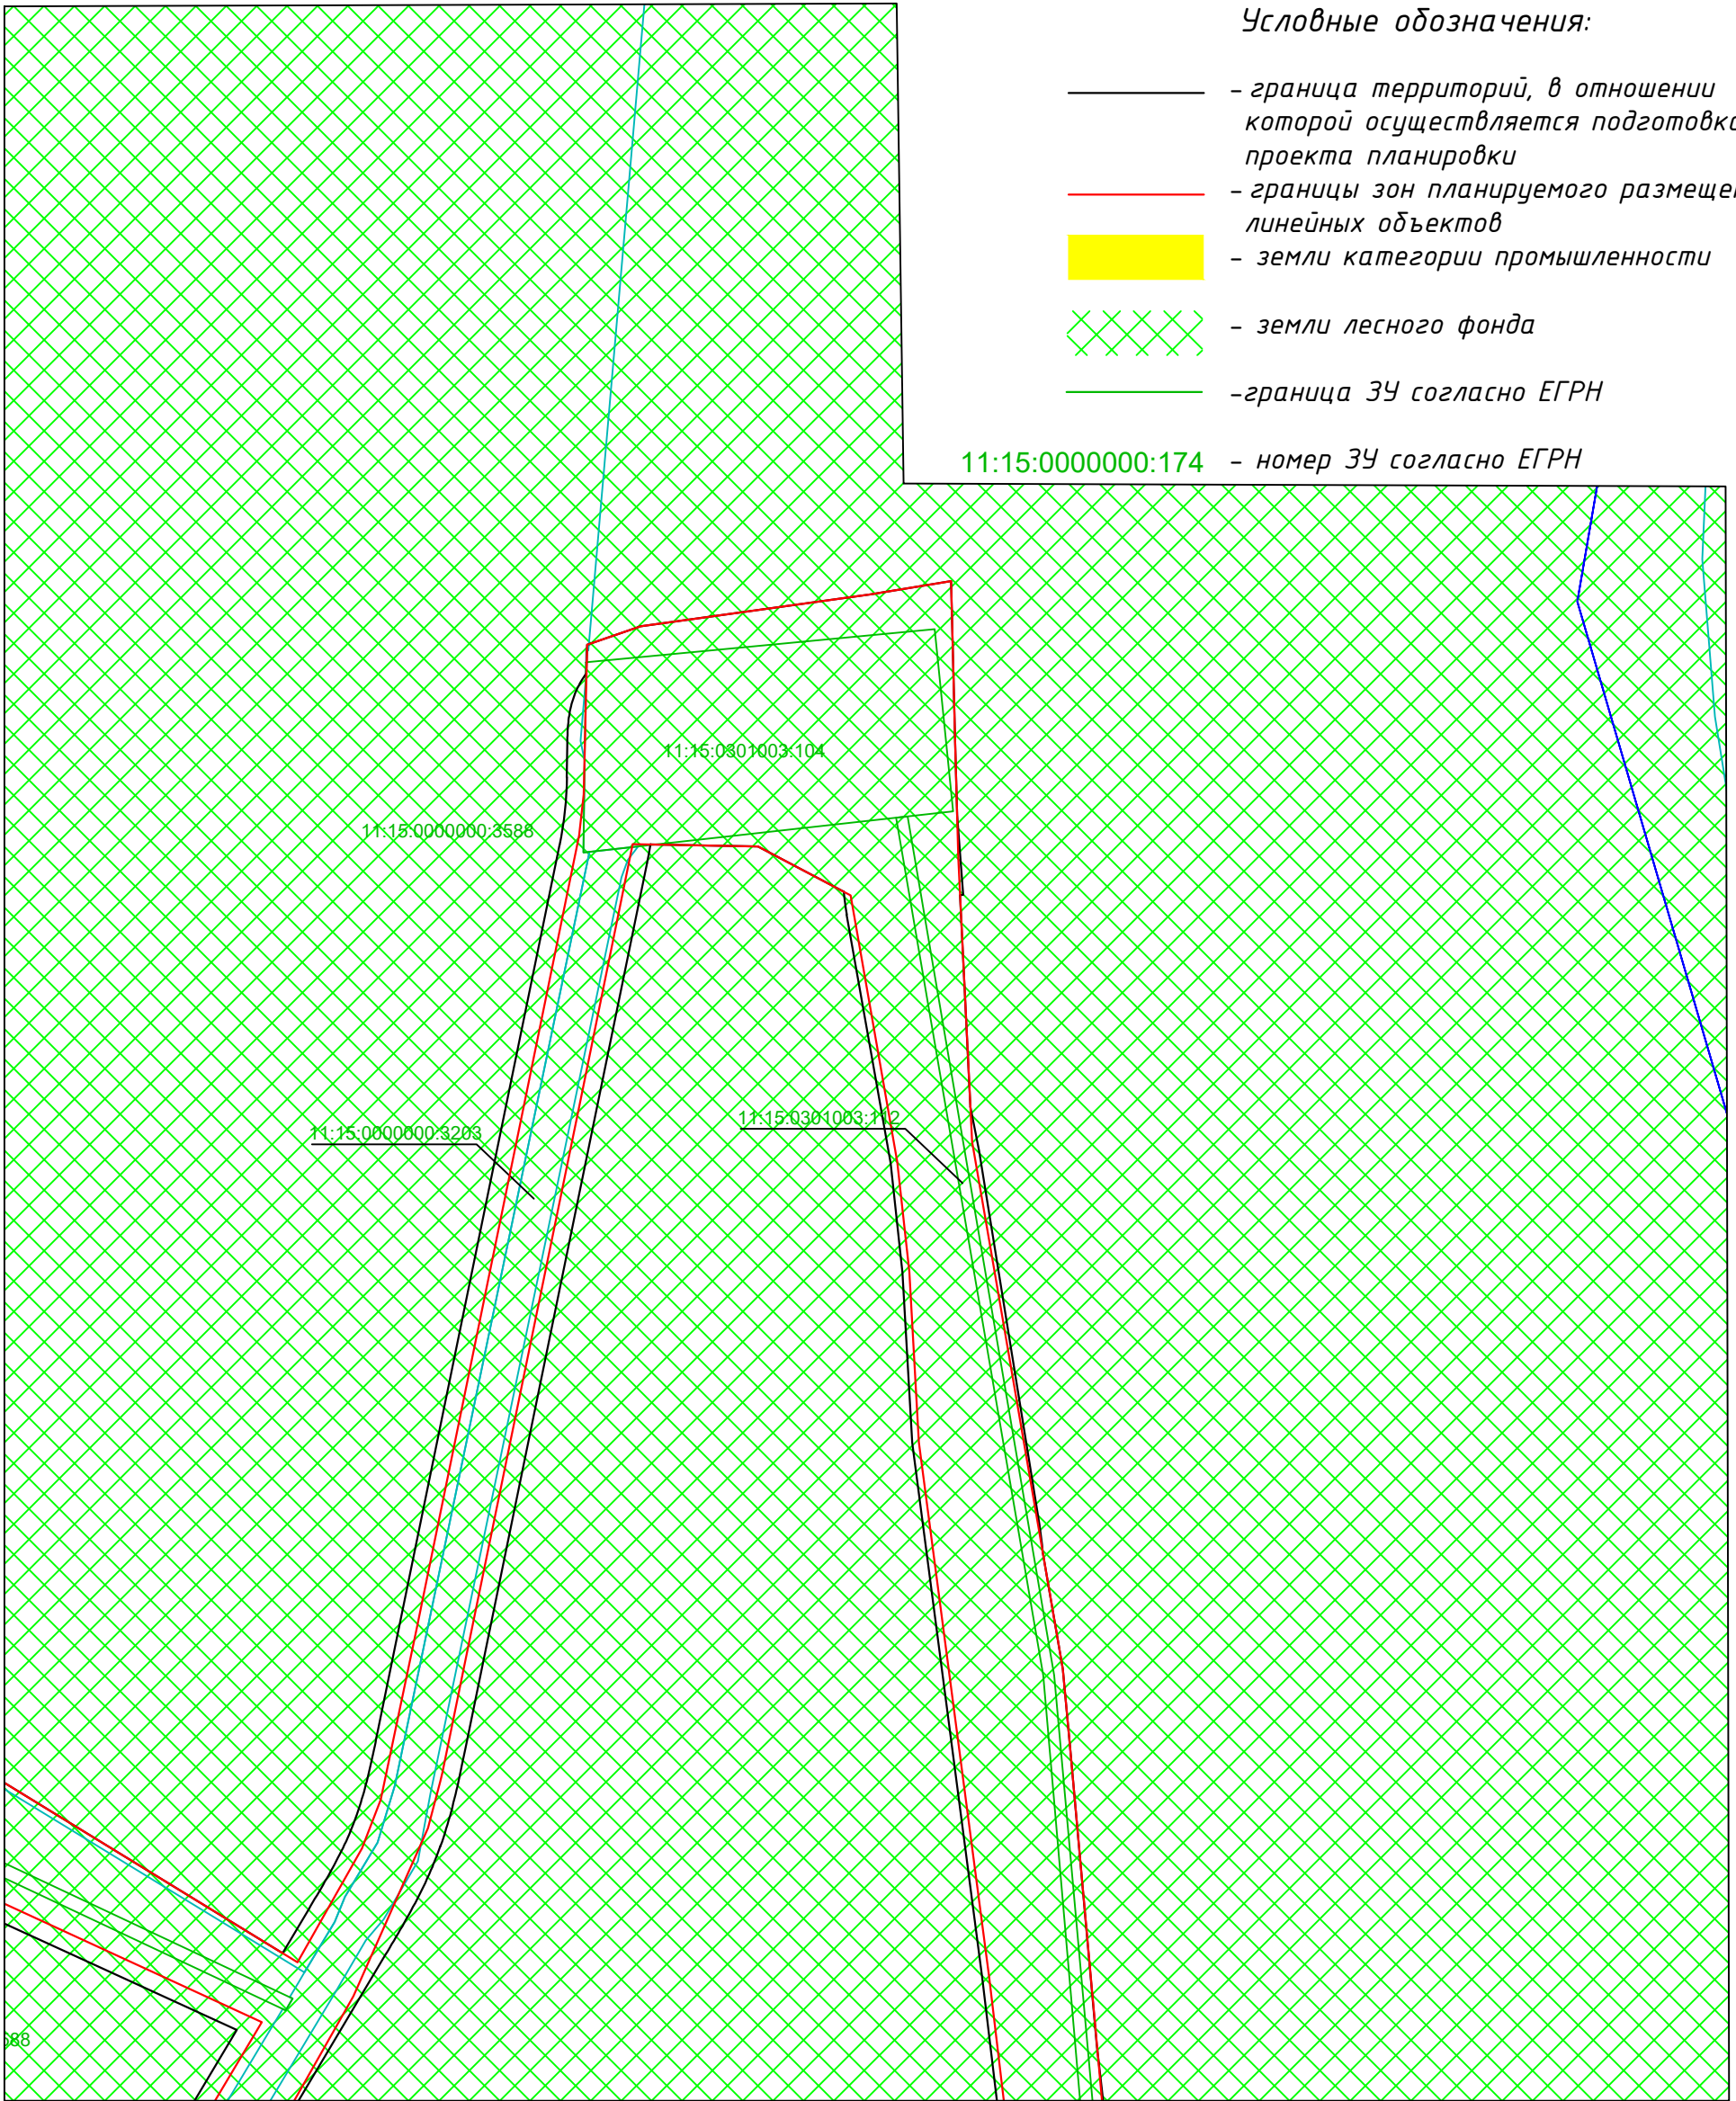 Условные обозначения:
- граница территорий, в отношении
которой осуществляется подготовка
проекта планировки
- границы зон планируемого размещен
линейных объектов
- земли категории промышленности
- земли лесного фонда
-граница ЗУ согласно ЕГРН
11:15:0000000:174 - номер ЗУ согласно ЕГРН
11:15:0301003:104
11:15:0000000:3588
11:15:0301003:112
11:15:0000000:3203
588